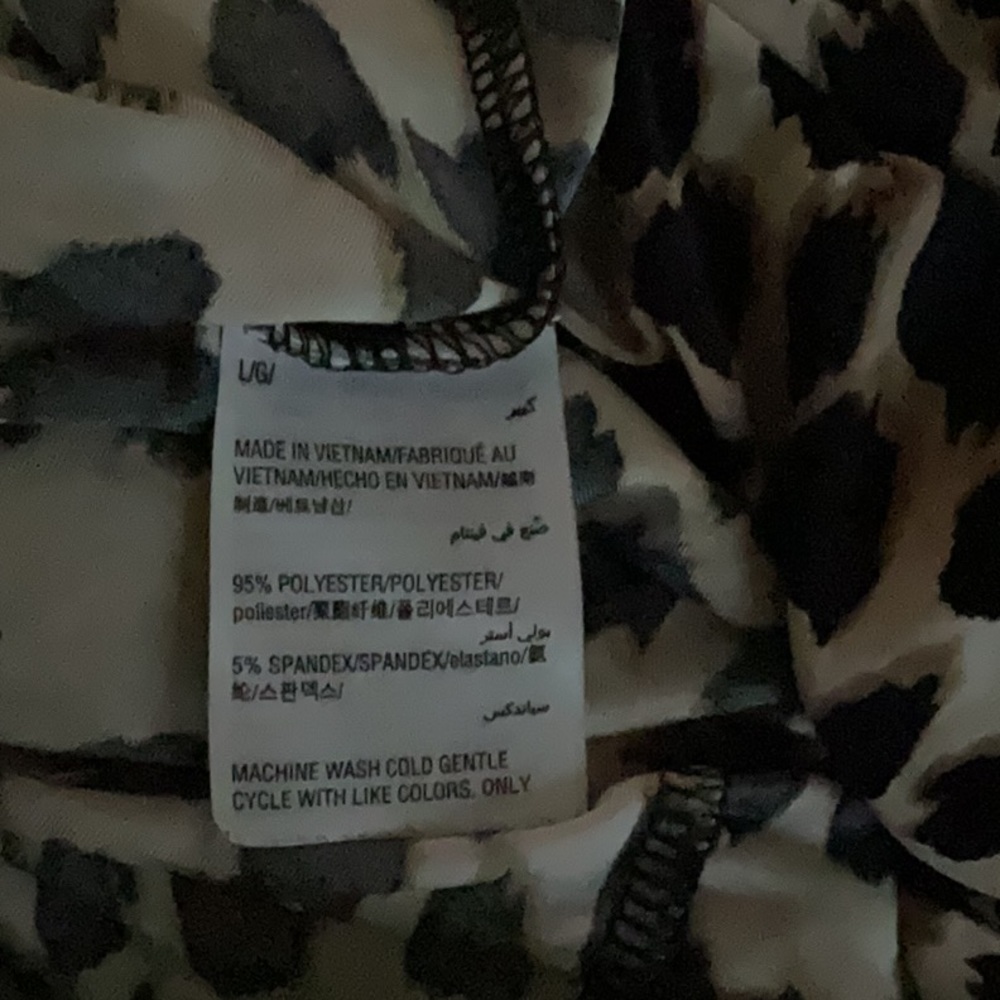 L/G/
كبير
MADE IN VIETNAM/FABRIQUÉ AU
VIETNAM/HECHO EN VIETNAM/越南
制造/베트남산/
صنّع في فيتنام
95% POLYESTER/POLYESTER/
poliester/聚酯纤维/폴리에스테르/
بولي أستر
5% SPANDEX/SPANDEX/elastano/氨
纶/스판덱스/
سباندكس
MACHINE WASH COLD GENTLE
CYCLE WITH LIKE COLORS. ONLY